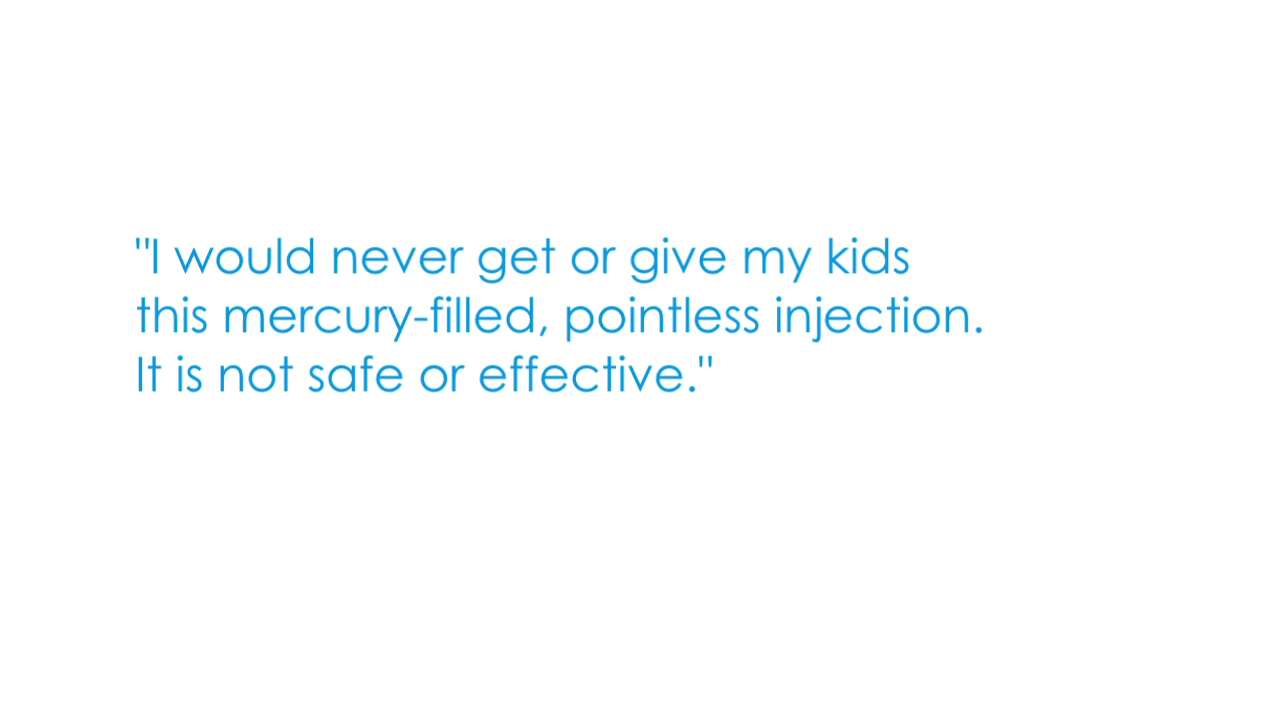 "I would never get or give my kids
this mercury-filled, pointless injection.
It is not safe or effective."